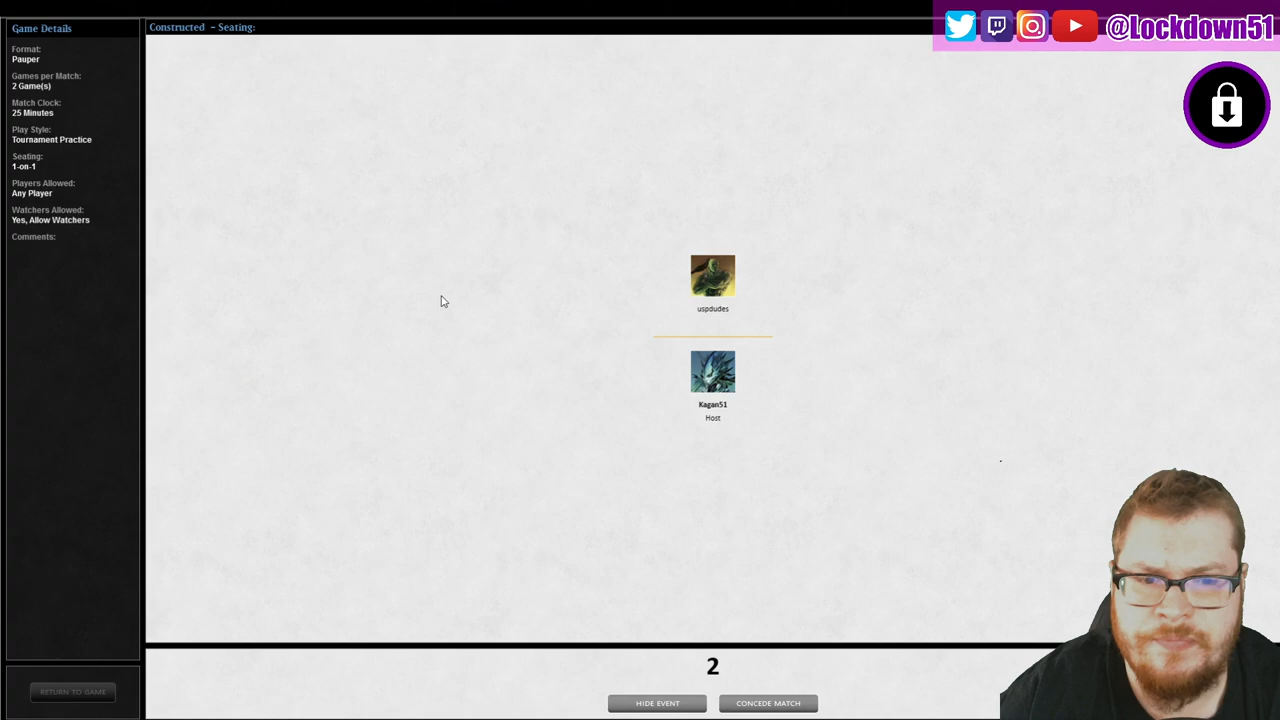 Game Details
Constructed - Seating:
@Lockdown51
Format:
Pauper
Games per Match:
2 Game(s)
Match Clock:
25 Minutes
Play Style:
Tournament Practice
Seating:
1-on-1
Players Allowed:
Any Player
Watchers Allowed:
Yes, Allow Watchers
Comments:
uspdudes
Kagan51
Host
2
RETURN TO GAME
HIDE EVENT
CONCEDE MATCH